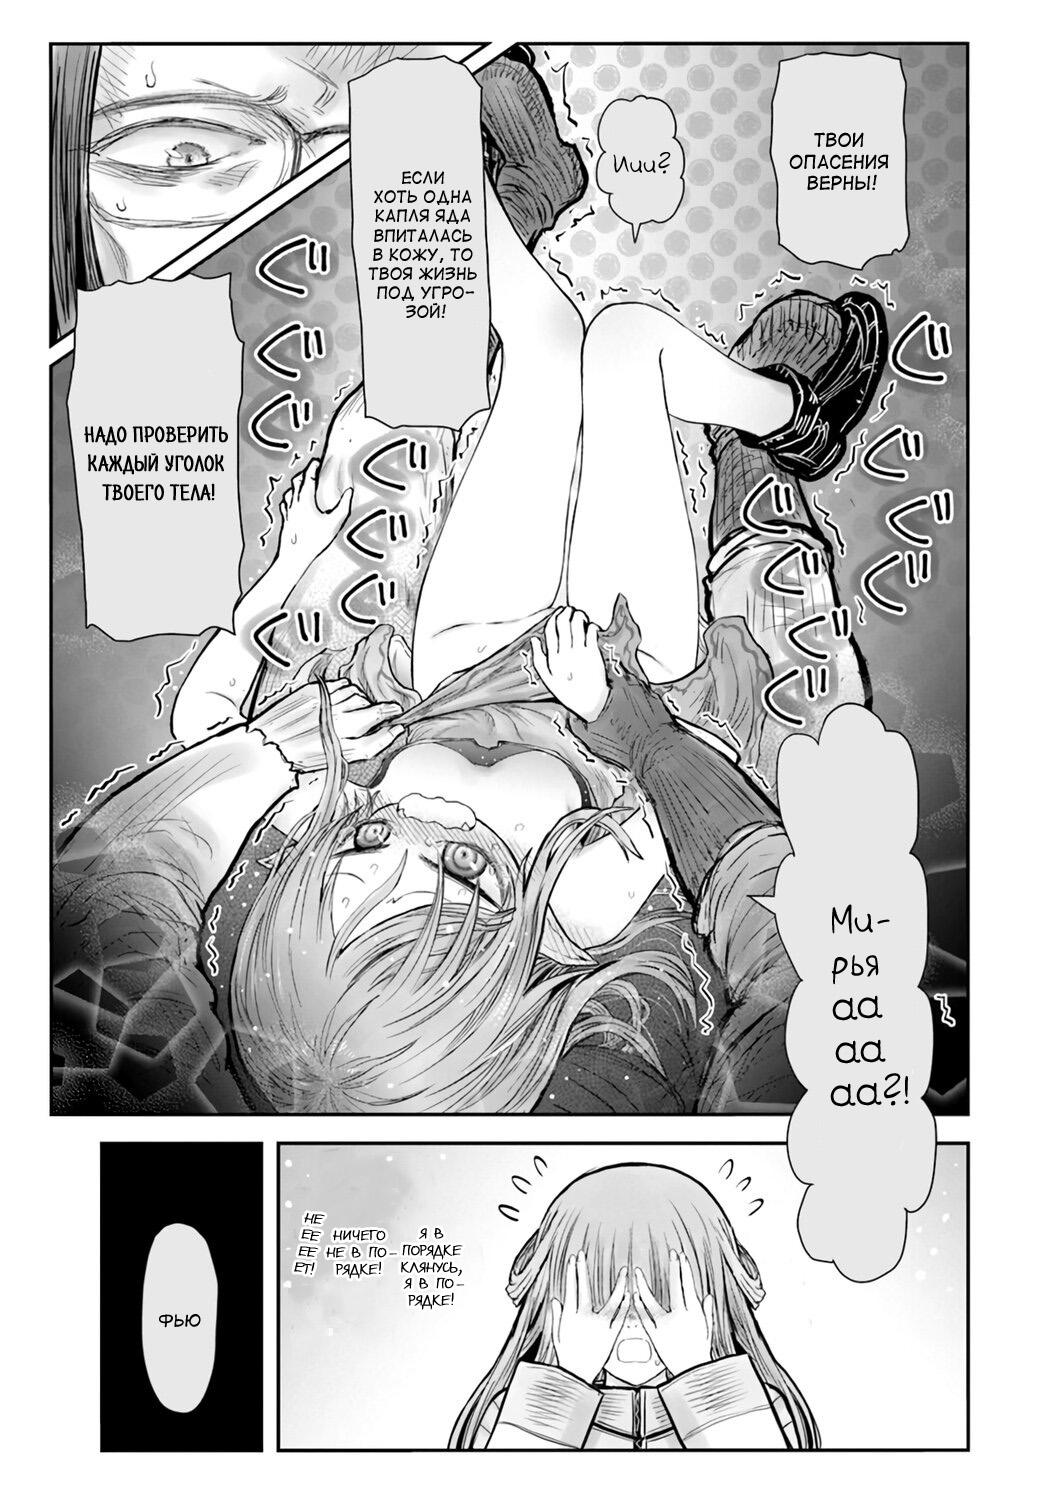 ТВОИ
ОПАСЕНИЯ
ВЕРНЫ!
Иии?
ЕСЛИ
ХОТЬ ОДНА
КАПЛЯ ЯДА
ВПИТАЛАСЬ
В КОЖУ, ТО
ТВОЯ ЖИЗНЬ
ПОД УГРО-
ЗОЙ!
НАДО ПРОВЕРИТЬ
КАЖДЫЙ УГОЛОК
ТВОЕГО ТЕЛА!
Ми-
рья
аа
аа
аа?!
Я В
ПОРЯДКЕ
КЛЯНУСЬ,
Я В ПО-
РЯДКЕ!
НИЧЕГО
НЕ В ПО-
РЯДКЕ!
НЕ
ЕЕ
ЕЕ
ЕТ!
ФЬЮ